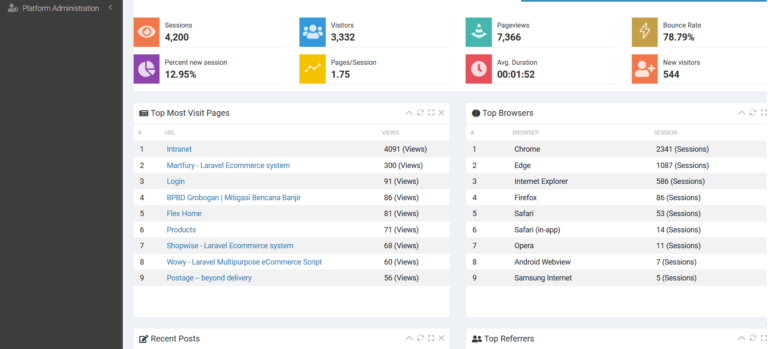 Platform Administration
Sessions
4,200
Visitors
3,332
Pageviews
7,366
Bounce Rate
78.79%
Percent new session
12.95%
Pages/Session
1.75
Avg. Duration
00:01:52
New visitors
544
Top Most Visit Pages
# URL VIEWS
1 Intranet 4091 (Views)
2 Martfury - Laravel Ecommerce system 300 (Views)
3 Login 91 (Views)
4 BPBD Grobogan | Mitigasi Bencana Banjir 86 (Views)
5 Flex Home 81 (Views)
6 Products 71 (Views)
7 Shopwise - Laravel Ecommerce system 68 (Views)
8 Wowy - Laravel Multipurpose eCommerce Script 60 (Views)
9 Postage – beyond delivery 56 (Views)
Top Browsers
# BROWSER SESSION
1 Chrome 2341 (Sessions)
2 Edge 1087 (Sessions)
3 Internet Explorer 586 (Sessions)
4 Firefox 86 (Sessions)
5 Safari 53 (Sessions)
6 Safari (in-app) 14 (Sessions)
7 Opera 11 (Sessions)
8 Android Webview 7 (Sessions)
9 Samsung Internet 5 (Sessions)
Recent Posts
Top Referrers